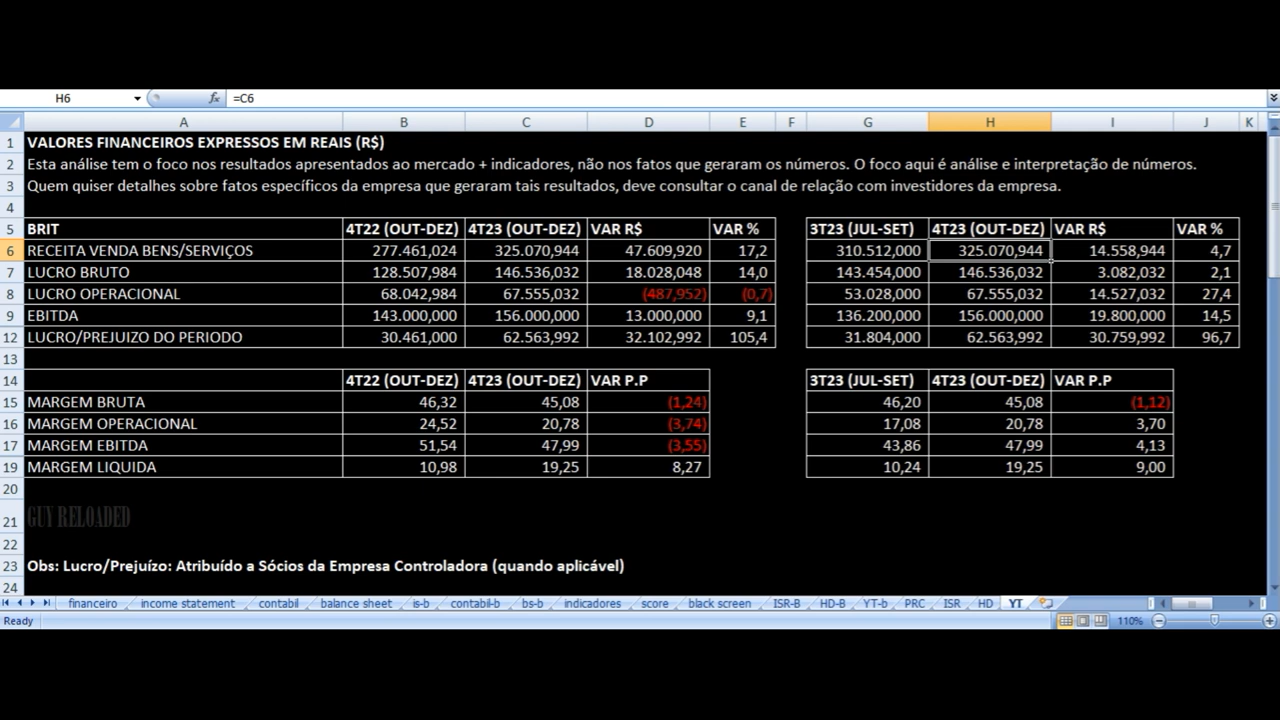 H6 fx =C6
A B C D E F G H I J K
1 VALORES FINANCEIROS EXPRESSOS EM REAIS (R$)
2 Esta análise tem o foco nos resultados apresentados ao mercado + indicadores, não nos fatos que geraram os números. O foco aqui é análise e interpretação de números.
3 Quem quiser detalhes sobre fatos específicos da empresa que geraram tais resultados, deve consultar o canal de relação com investidores da empresa.
4
5 BRIT 4T22 (OUT-DEZ) 4T23 (OUT-DEZ) VAR R$ VAR % 3T23 (JUL-SET) 4T23 (OUT-DEZ) VAR R$ VAR %
6 RECEITA VENDA BENS/SERVIÇOS 277.461,024 325.070,944 47.609,920 17,2 310.512,000 325.070,944 14.558,944 4,7
7 LUCRO BRUTO 128.507,984 146.536,032 18.028,048 14,0 143.454,000 146.536,032 3.082,032 2,1
8 LUCRO OPERACIONAL 68.042,984 67.555,032 (487,952) (0,7) 53.028,000 67.555,032 14.527,032 27,4
9 EBITDA 143.000,000 156.000,000 13.000,000 9,1 136.200,000 156.000,000 19.800,000 14,5
12 LUCRO/PREJUIZO DO PERIODO 30.461,000 62.563,992 32.102,992 105,4 31.804,000 62.563,992 30.759,992 96,7
13
14 4T22 (OUT-DEZ) 4T23 (OUT-DEZ) VAR P.P 3T23 (JUL-SET) 4T23 (OUT-DEZ) VAR P.P
15 MARGEM BRUTA 46,32 45,08 (1,24) 46,20 45,08 (1,12)
16 MARGEM OPERACIONAL 24,52 20,78 (3,74) 17,08 20,78 3,70
17 MARGEM EBITDA 51,54 47,99 (3,55) 43,86 47,99 4,13
19 MARGEM LIQUIDA 10,98 19,25 8,27 10,24 19,25 9,00
20
21 GUY RELOADED
22
23 Obs: Lucro/Prejuízo: Atribuído a Sócios da Empresa Controladora (quando aplicável)
24
financeiro income statement contabil balance sheet is-b contabil-b bs-b indicadores score black screen ISR-B HD-B YT-b PRC ISR HD YT
Ready 110%